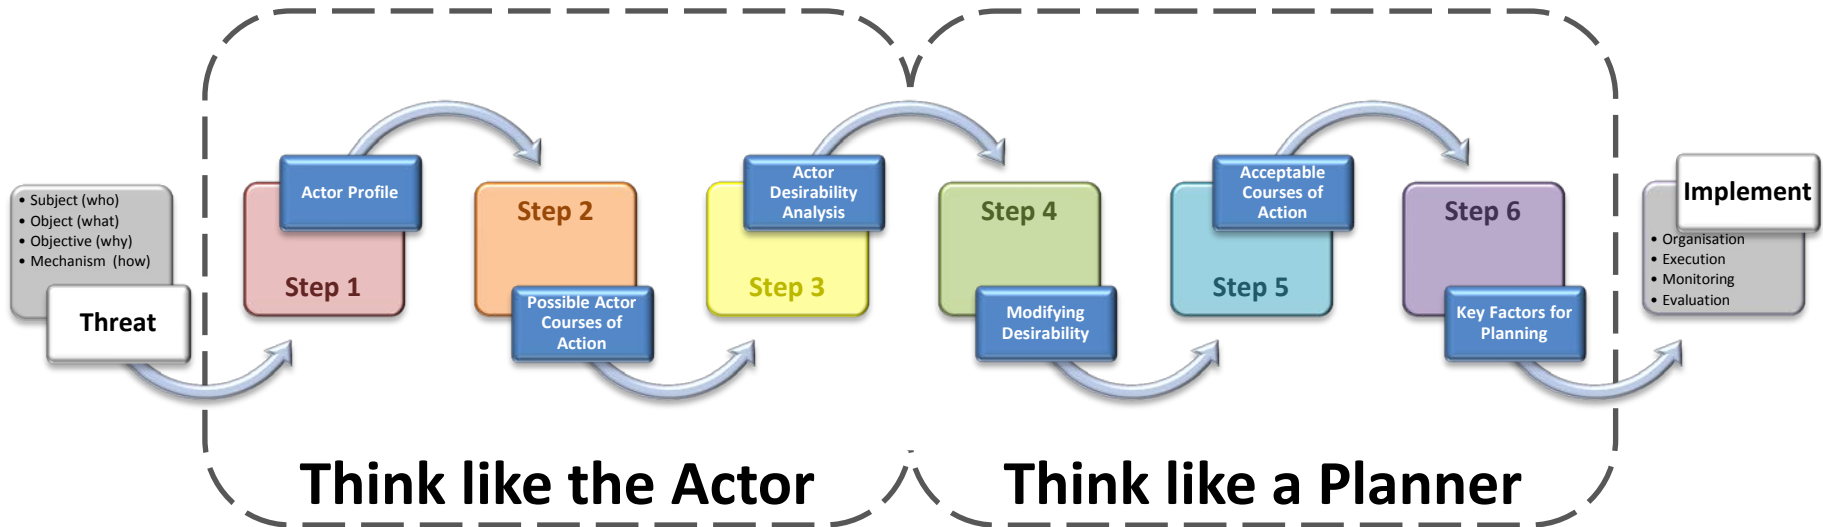 • Subject (who)
• Object (what)
• Objective (why)
• Mechanism (how)
Threat
Actor Profile
Step 1
Step 2
Possible Actor
Courses of
Action
Actor
Desirability
Analysis
Step 3
Step 4
Modifying
Desirability
Acceptable
Courses of
Action
Step 5
Step 6
Key Factors for
Planning
Implement
• Organisation
• Execution
• Monitoring
• Evaluation
Think like the Actor
Think like a Planner